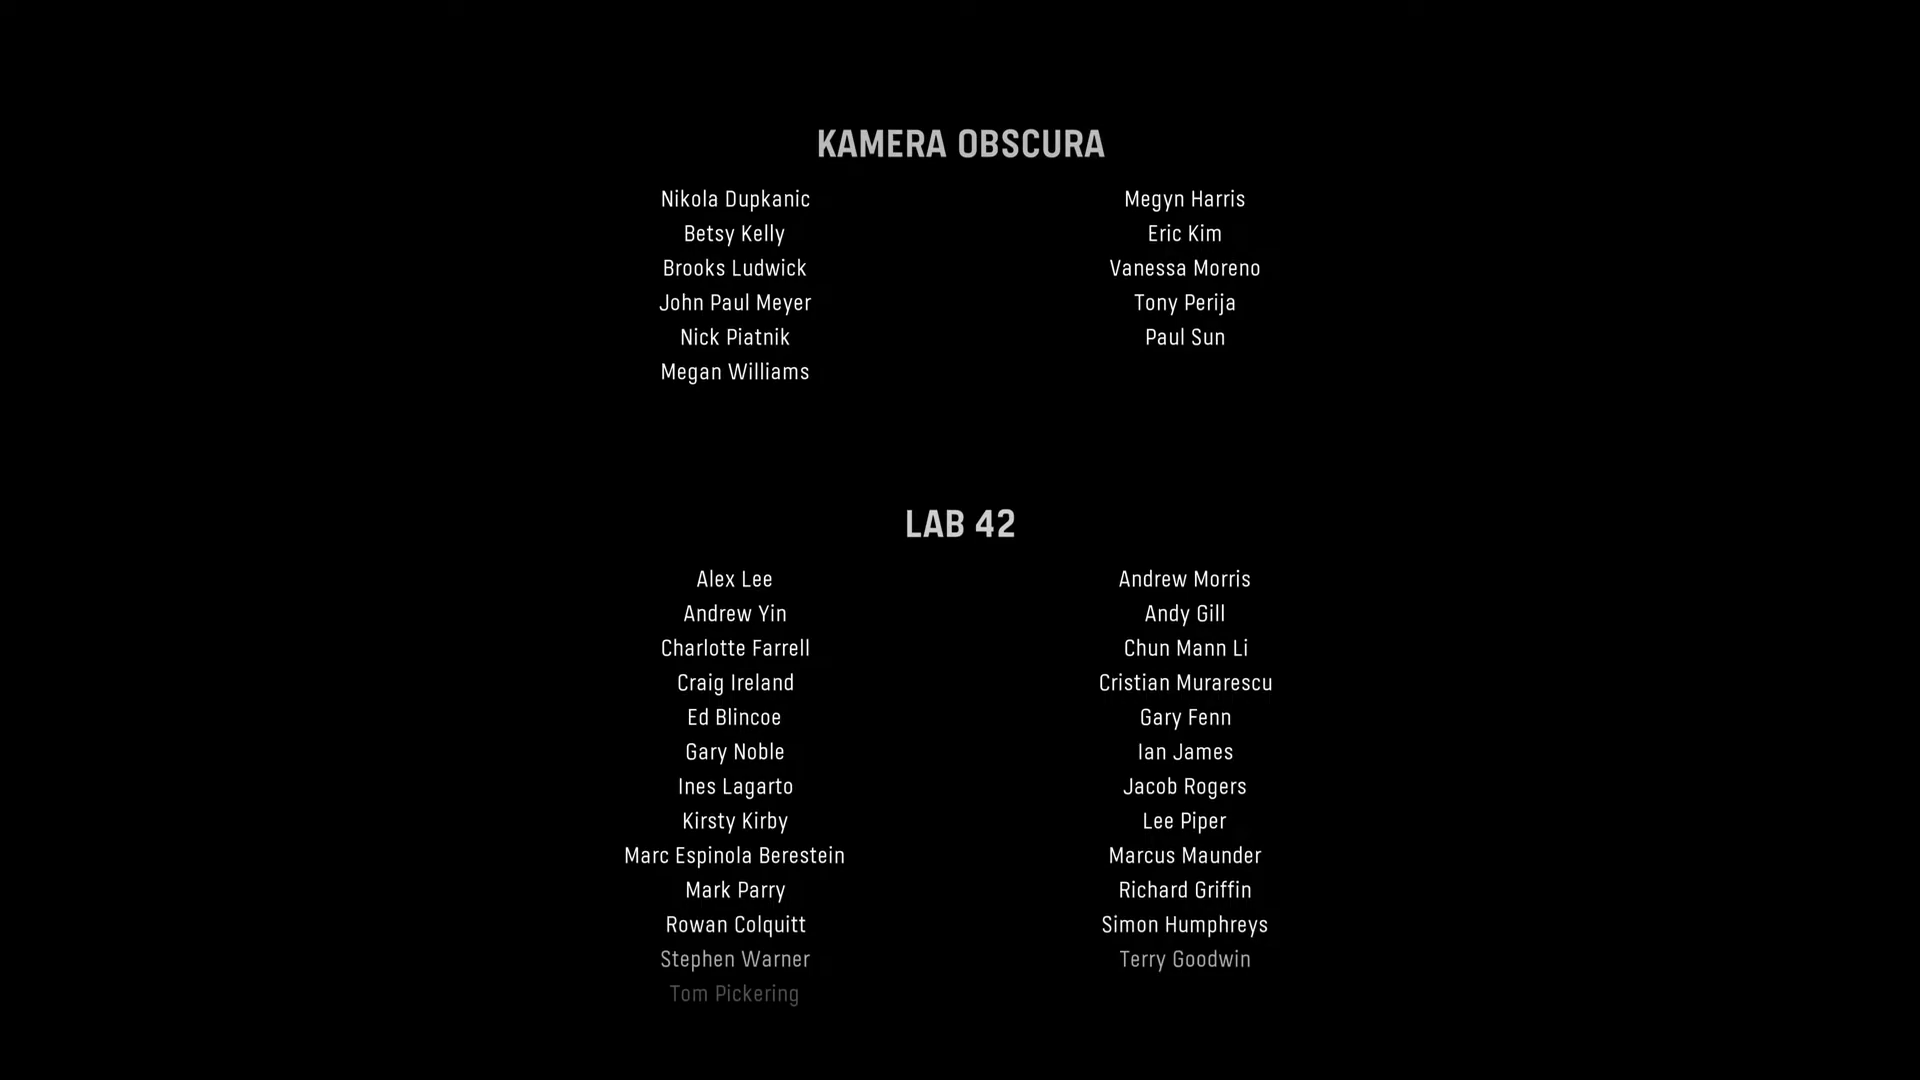 KAMERA OBSCURA
Nikola Dupkanic Megyn Harris
Betsy Kelly Eric Kim
Brooks Ludwick Vanessa Moreno
John Paul Meyer Tony Perija
Nick Piatnik Paul Sun
Megan Williams
LAB 42
Alex Lee Andrew Morris
Andrew Yin Andy Gill
Charlotte Farrell Chun Mann Li
Craig Ireland Cristian Murarescu
Ed Blincoe Gary Fenn
Gary Noble Ian James
Ines Lagarto Jacob Rogers
Kirsty Kirby Lee Piper
Marc Espinola Berestein Marcus Maunder
Mark Parry Richard Griffin
Rowan Colquitt Simon Humphreys
Stephen Warner Terry Goodwin
Tom Pickering